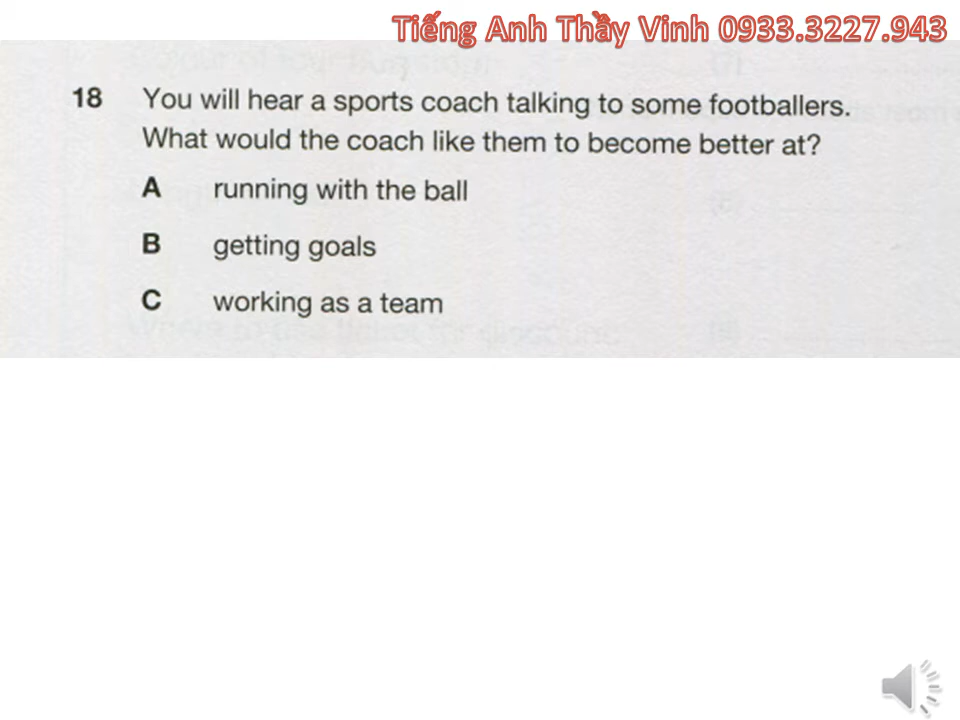 Tiếng Anh Thầy Vinh 0933.3227.943
18 You will hear a sports coach talking to some footballers.
What would the coach like them to become better at?
A running with the ball
B getting goals
C working as a team